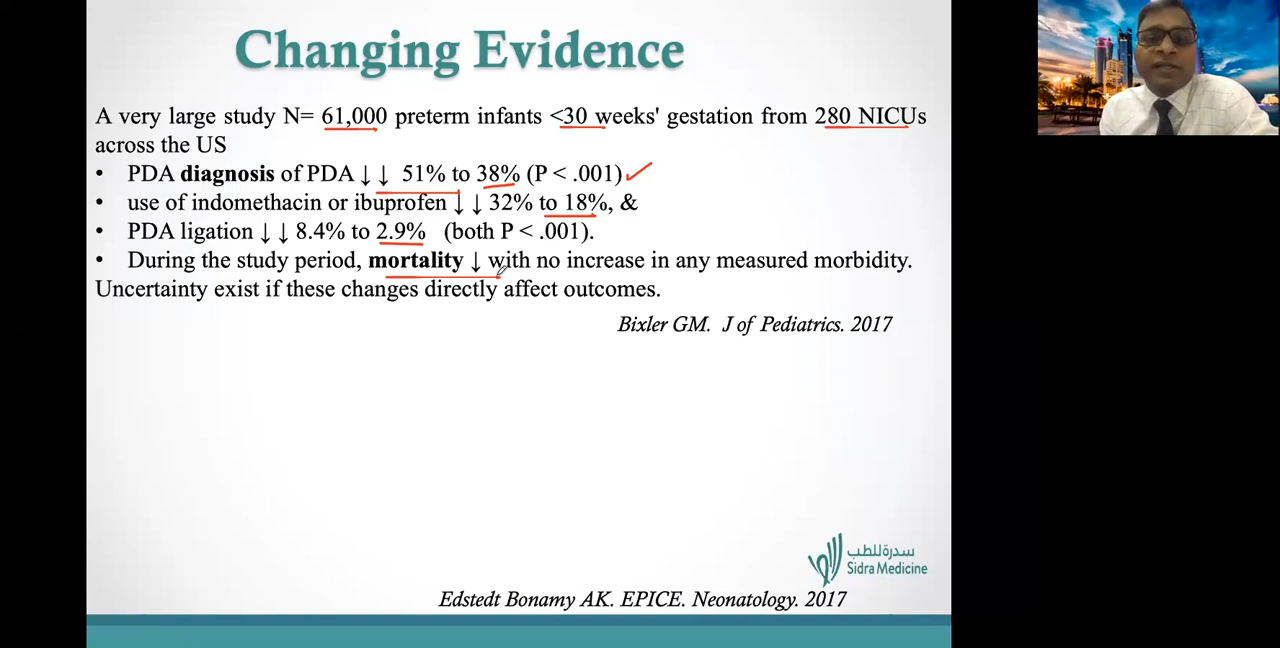 Changing Evidence
A very large study N= 61,000 preterm infants <30 weeks' gestation from 280 NICUs
across the US
• PDA diagnosis of PDA ↓ ↓ 51% to 38% (P < .001)
• use of indomethacin or ibuprofen ↓ ↓ 32% to 18%, &
• PDA ligation ↓ ↓ 8.4% to 2.9% (both P < .001).
• During the study period, mortality ↓ with no increase in any measured morbidity.
Uncertainty exist if these changes directly affect outcomes.
Bixler GM. J of Pediatrics. 2017
سدرة للطب
Sidra Medicine
Edstedt Bonamy AK. EPICE. Neonatology. 2017